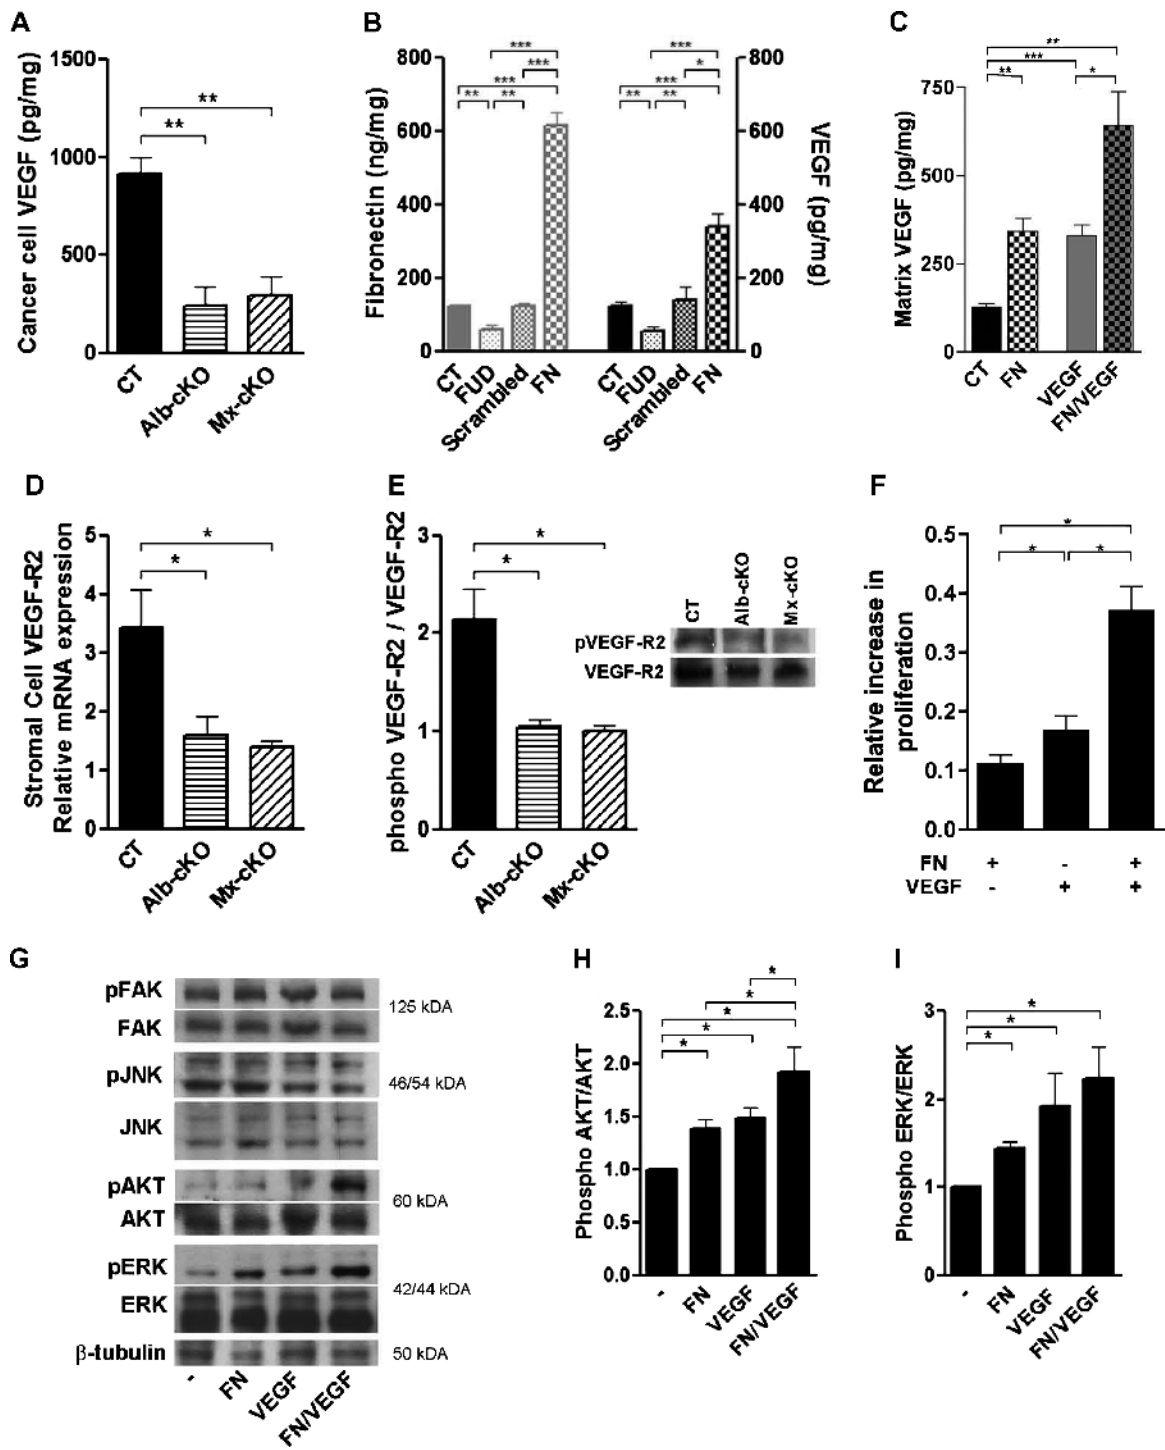 A
Cancer cell VEGF (pg/mg)
1500
1000
500
0
**
**
CT
Alb-cKO
Mx-cKO
B
Fibronectin (ng/mg)
800
600
400
200
0
***
***
***
**
**
***
*
***
**
**
800
600
400
200
0
VEGF (pg/mg)
CT
FUD
Scrambled
FN
CT
FUD
Scrambled
FN
C
Matrix VEGF (pg/mg)
750
500
250
0
**
***
**
*
CT
FN
VEGF
FN/VEGF
D
Stromal Cell VEGF-R2
Relative mRNA expression
5
4
3
2
1
0
*
*
CT
Alb-cKO
Mx-cKO
E
phospho VEGF-R2 / VEGF-R2
3
2
1
0
*
*
CT
Alb-cKO
Mx-cKO
CT
Alb-cKO
Mx-cKO
pVEGF-R2
VEGF-R2
F
Relative increase in
proliferation
0.5
0.4
0.3
0.2
0.1
0.0
*
*
*
FN + - +
VEGF - + +
G
pFAK
FAK
125 kDA
pJNK
JNK
46/54 kDA
pAKT
AKT
60 kDA
pERK
ERK
42/44 kDA
β-tubulin
50 kDA
-
FN
VEGF
FN/VEGF
H
Phospho AKT/AKT
2.5
2.0
1.5
1.0
0.5
0.0
*
*
*
*
*
-
FN
VEGF
FN/VEGF
I
Phospho ERK/ERK
3
2
1
0
*
*
*
-
FN
VEGF
FN/VEGF